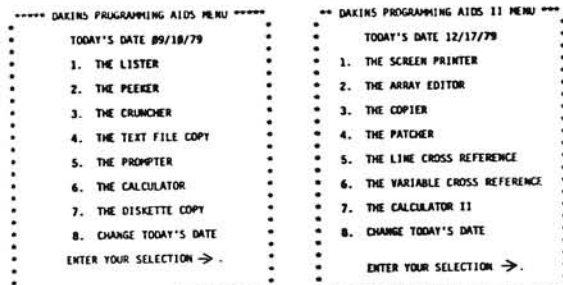 ***** DAKINS PROGRAMMING AIDS MENU *****
TODAY'S DATE 09/10/79
1. THE LISTER
2. THE PEEKER
3. THE CRUNCHER
4. THE TEXT FILE COPY
5. THE PROMPTER
6. THE CALCULATOR
7. THE DISKETTE COPY
8. CHANGE TODAY'S DATE
ENTER YOUR SELECTION → .
** DAKINS PROGRAMMING AIDS II MENU ***
TODAY'S DATE 12/17/79
1. THE SCREEN PRINTER
2. THE ARRAY EDITOR
3. THE COPIER
4. THE PATCHER
5. THE LINE CROSS REFERENCE
6. THE VARIABLE CROSS REFERENCE
7. THE CALCULATOR II
8. CHANGE TODAY'S DATE
ENTER YOUR SELECTION →.